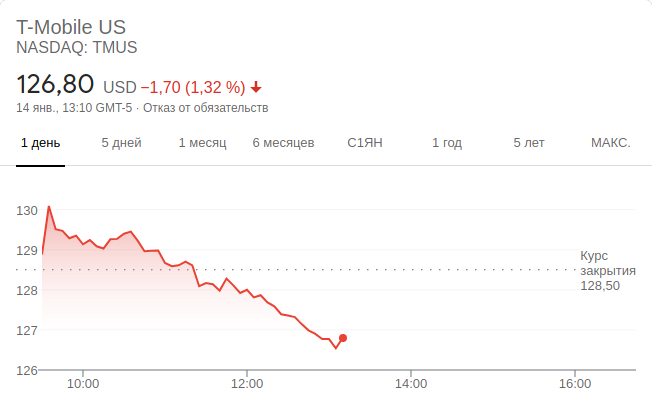 T-Mobile US
NASDAQ: TMUS
126,80 USD −1,70 (1,32 %)
14 янв., 13:10 GMT-5 · Отказ от обязательств
1 день 5 дней 1 месяц 6 месяцев С1ЯН 1 год 5 лет МАКС.
130
129
Курс
закрытия
128,50
128
127
126
10:00 12:00 14:00 16:00